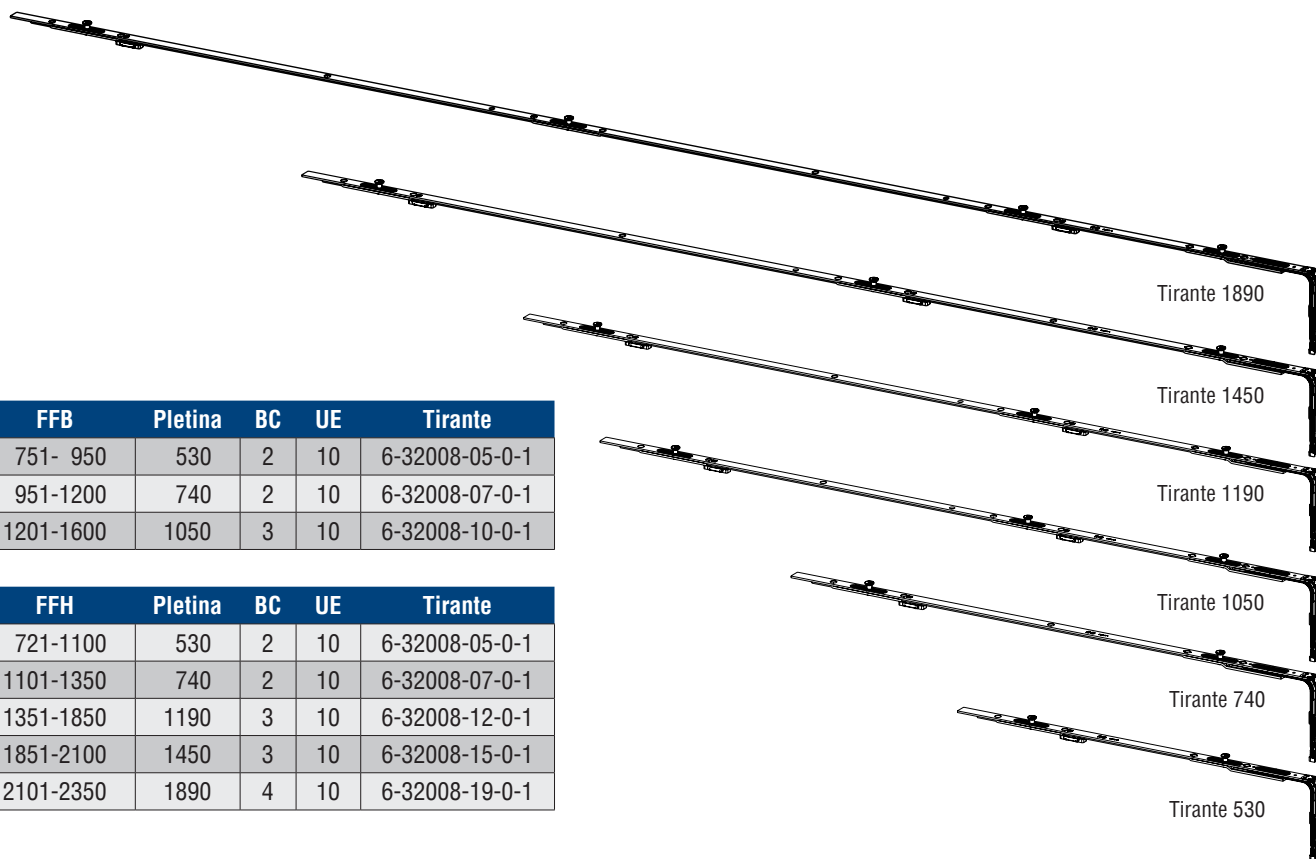 Tirante 1890
Tirante 1450
Tirante 1190
Tirante 1050
Tirante 740
Tirante 530
FFB Pletina BC UE Tirante
751- 950 530 2 10 6-32008-05-0-1
951-1200 740 2 10 6-32008-07-0-1
1201-1600 1050 3 10 6-32008-10-0-1
FFH Pletina BC UE Tirante
721-1100 530 2 10 6-32008-05-0-1
1101-1350 740 2 10 6-32008-07-0-1
1351-1850 1190 3 10 6-32008-12-0-1
1851-2100 1450 3 10 6-32008-15-0-1
2101-2350 1890 4 10 6-32008-19-0-1